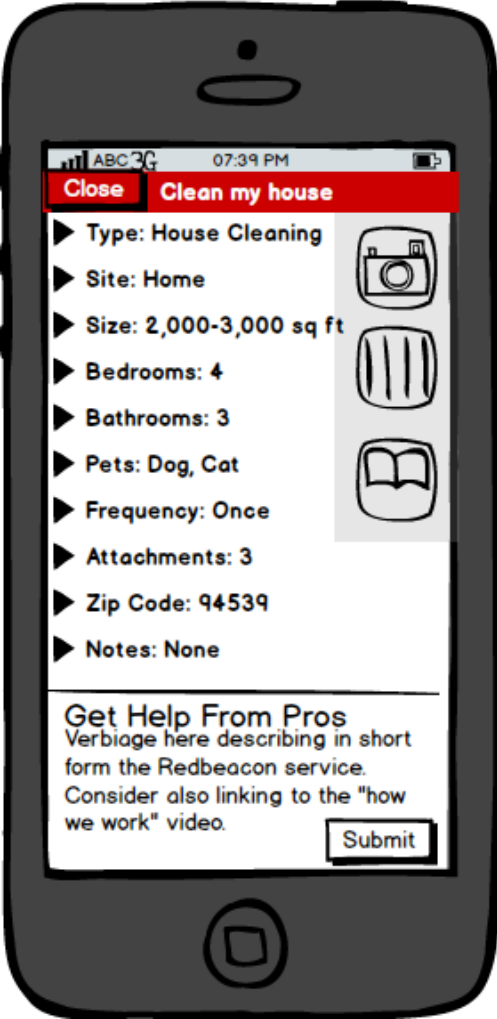 ABC 3G 07:39 PM
Close Clean my house
Type: House Cleaning
Site: Home
Size: 2,000-3,000 sq ft
Bedrooms: 4
Bathrooms: 3
Pets: Dog, Cat
Frequency: Once
Attachments: 3
Zip Code: 94539
Notes: None
Get Help From Pros
Verbiage here describing in short
form the Redbeacon service.
Consider also linking to the "how
we work" video.
Submit